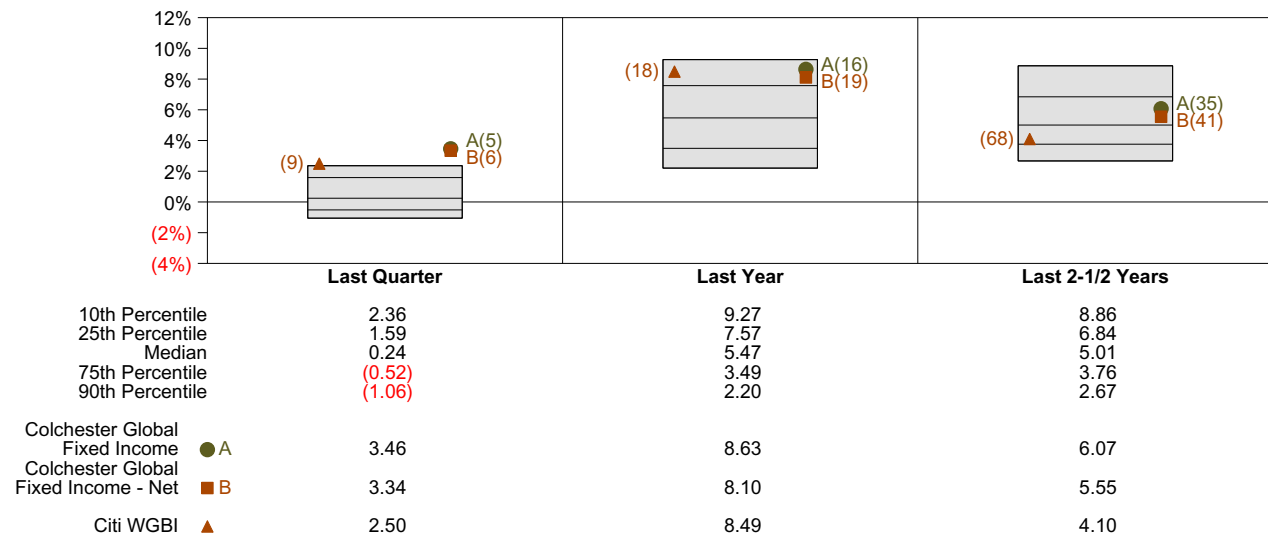 12%
10%
8%
6%
4%
2%
0%
(2%)
(4%)
(9)
A(5)
B(6)
(18)
A(16)
B(19)
(68)
A(35)
B(41)
Last Quarter Last Year Last 2-1/2 Years
10th Percentile 2.36 9.27 8.86
25th Percentile 1.59 7.57 6.84
Median 0.24 5.47 5.01
75th Percentile (0.52) 3.49 3.76
90th Percentile (1.06) 2.20 2.67
Colchester Global
Fixed Income A 3.46 8.63 6.07
Colchester Global
Fixed Income - Net B 3.34 8.10 5.55
Citi WGBI 2.50 8.49 4.10